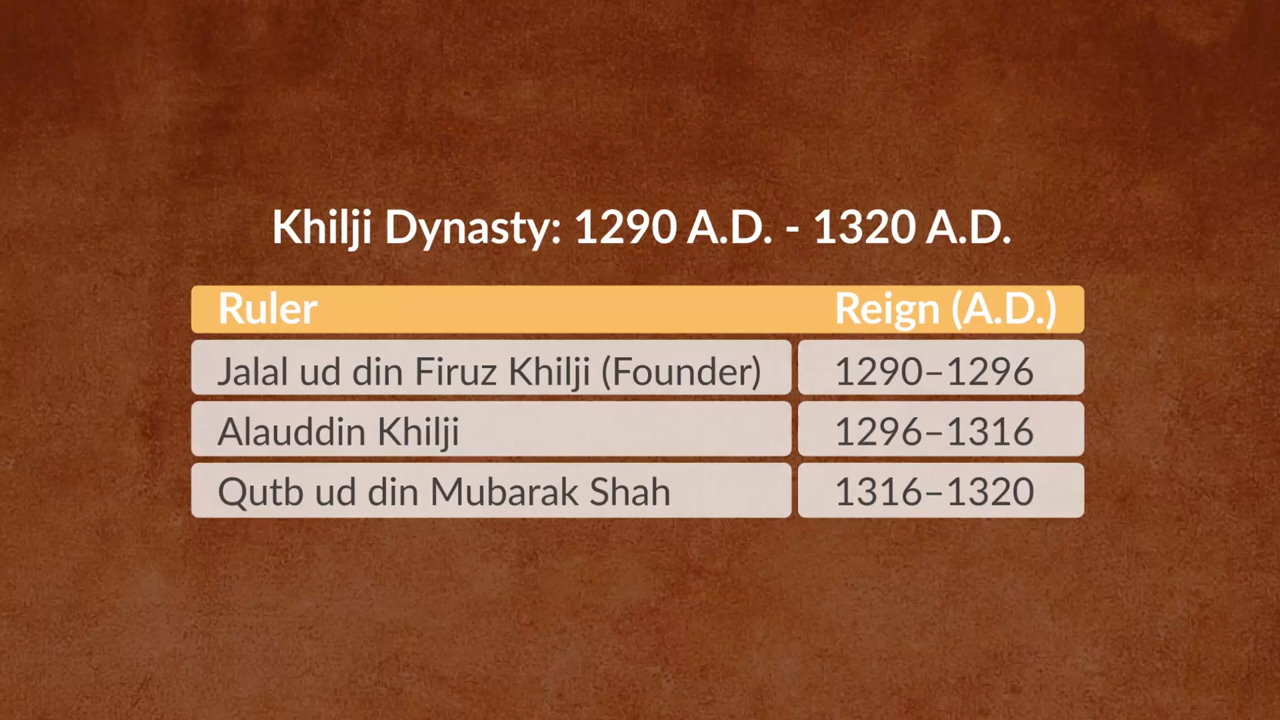 Khilji Dynasty: 1290 A.D. - 1320 A.D.
Ruler Reign (A.D.)
Jalal ud din Firuz Khilji (Founder) 1290–1296
Alauddin Khilji 1296–1316
Qutb ud din Mubarak Shah 1316–1320